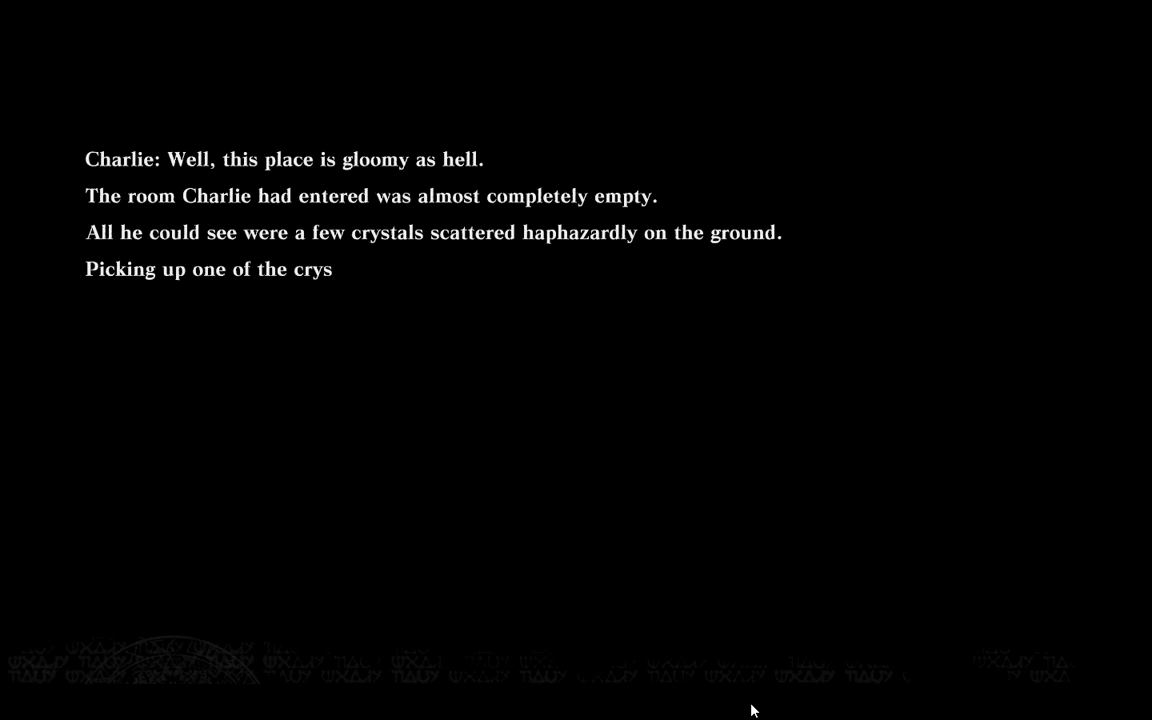 Charlie: Well, this place is gloomy as hell.
The room Charlie had entered was almost completely empty.
All he could see were a few crystals scattered haphazardly on the ground.
Picking up one of the crys